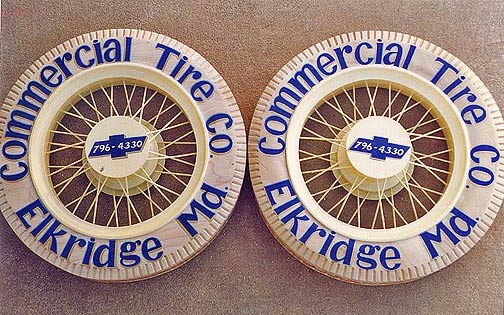 Commercial Tire Co.
796-4330
Elkridge Md.
Commercial Tire Co.
796-4330
Elkridge Md.